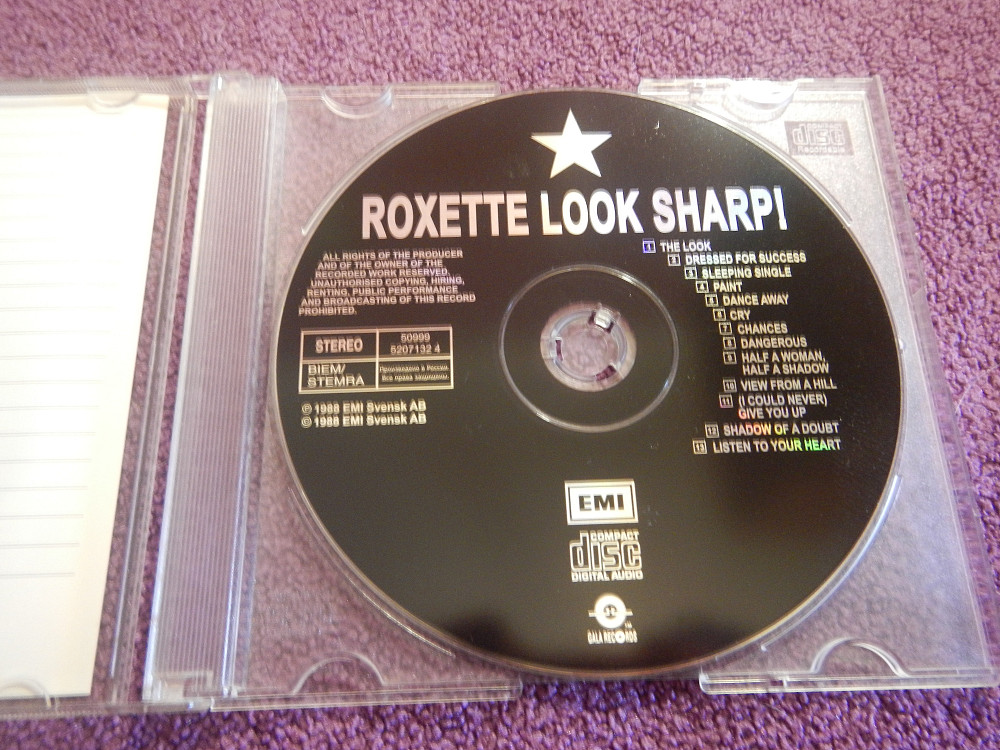 ROXETTE LOOK SHARP!
ALL RIGHTS OF THE PRODUCER
AND OF THE OWNER OF THE
RECORDED WORK RESERVED.
UNAUTHORISED COPYING, HIRING,
RENTING, PUBLIC PERFORMANCE
AND BROADCASTING OF THIS RECORD
PROHIBITED.
STEREO
50999
5207132 4
BIEM/
STEMRA
Произведено в России.
Все права защищены.
℗ 1988 EMI Svensk AB
© 1988 EMI Svensk AB
1 THE LOOK
2 DRESSED FOR SUCCESS
3 SLEEPING SINGLE
4 PAINT
5 DANCE AWAY
6 CRY
7 CHANCES
8 DANGEROUS
9 HALF A WOMAN,
HALF A SHADOW
10 VIEW FROM A HILL
11 (I COULD NEVER)
GIVE YOU UP
12 SHADOW OF A DOUBT
13 LISTEN TO YOUR HEART
EMI
COMPACT
disc
DIGITAL AUDIO
GALA RECORDS
COMPACT
disc
Recordable